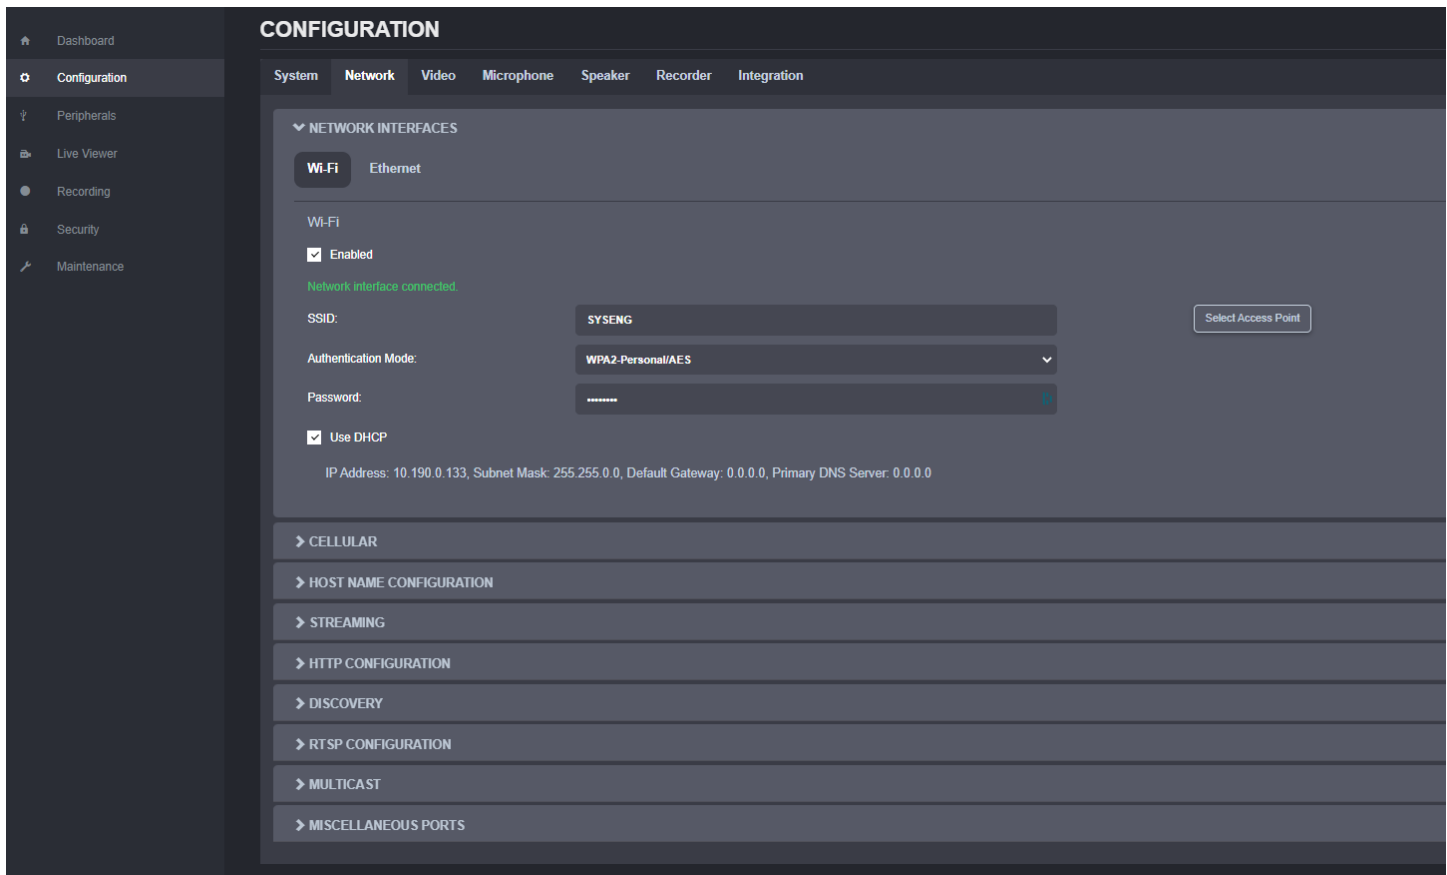 CONFIGURATION
Dashboard
Configuration
Peripherals
Live Viewer
Recording
Security
Maintenance
System Network Video Microphone Speaker Recorder Integration
NETWORK INTERFACES
Wi-Fi Ethernet
Wi-Fi
Enabled
Network interface connected.
SSID: SYSENG Select Access Point
Authentication Mode: WPA2-Personal/AES
Password: ••••••••
Use DHCP
IP Address: 10.190.0.133, Subnet Mask: 255.255.0.0, Default Gateway: 0.0.0.0, Primary DNS Server: 0.0.0.0
CELLULAR
HOST NAME CONFIGURATION
STREAMING
HTTP CONFIGURATION
DISCOVERY
RTSP CONFIGURATION
MULTICAST
MISCELLANEOUS PORTS